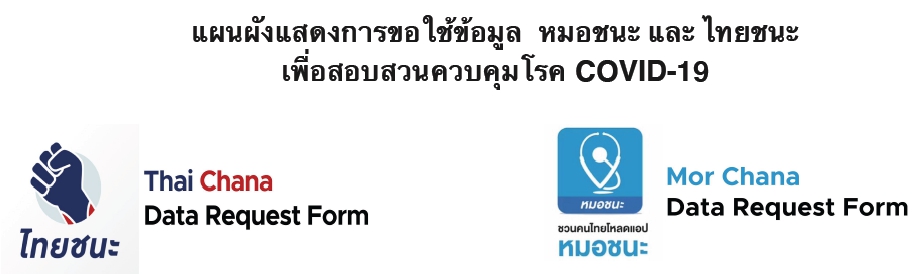 แผนผังแสดงการขอใช้ข้อมูล หมอชนะ และ ไทยชนะ
เพื่อสอบสวนควบคุมโรค COVID-19
Thai Chana
Data Request Form
ไทยชนะ
Mor Chana
Data Request Form
หมอชนะ
ชวนคนไทยโหลดแอป
หมอชนะ